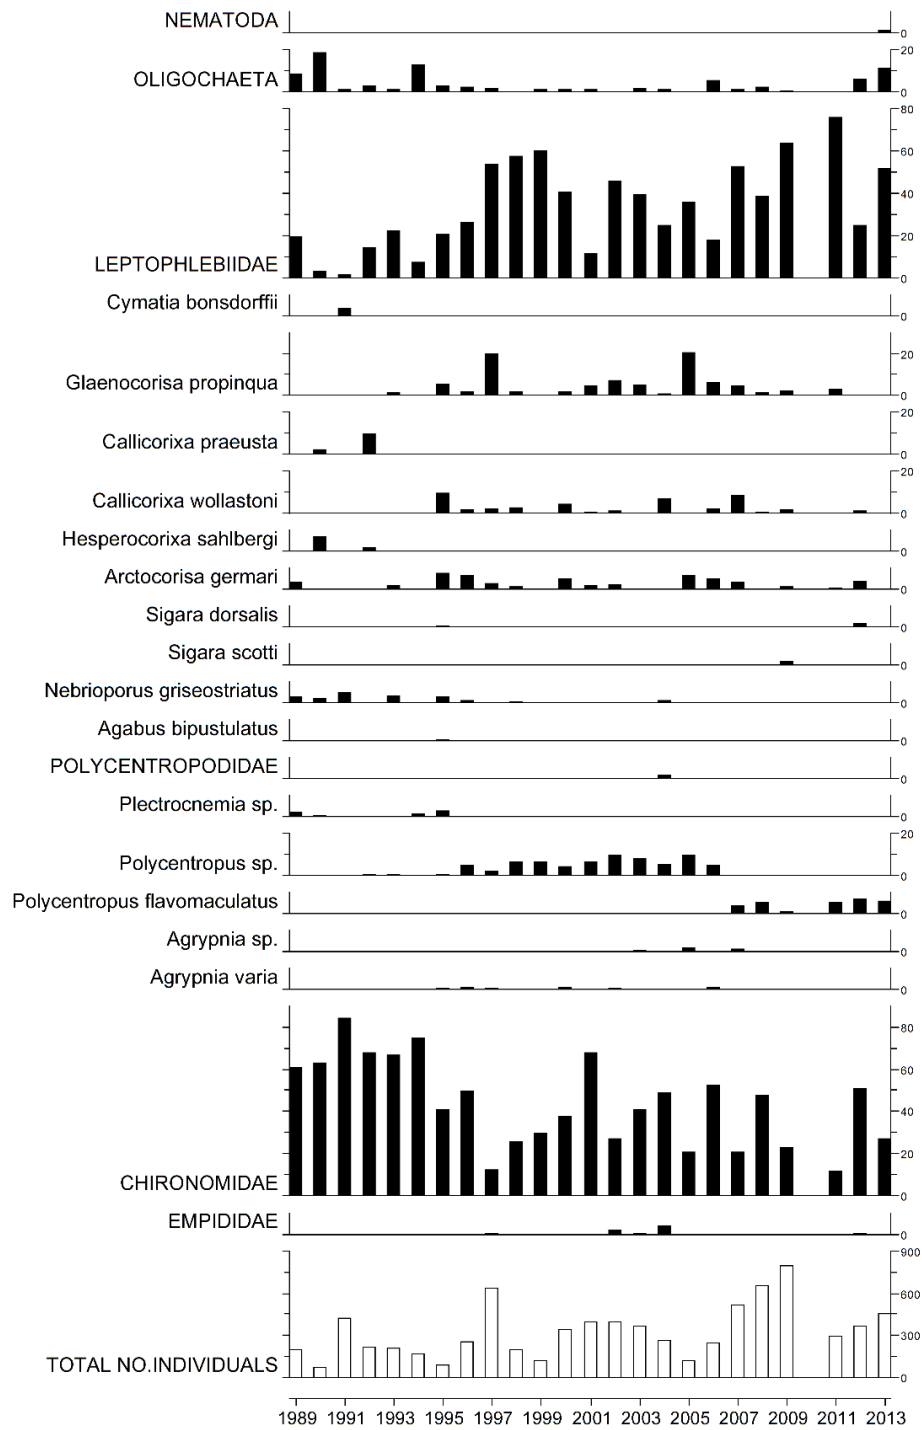 NEMATODA
0
20
OLIGOCHAETA
0
80
60
40
20
LEPTOPHLEBIIDAE
0
Cymatia bonsdorffii
0
20
Glaenocorisa propinqua
0
20
Callicorixa praeusta
0
20
Callicorixa wollastoni
0
Hesperocorixa sahlbergi
0
Arctocorisa germari
0
Sigara dorsalis
0
Sigara scotti
0
Nebrioporus griseostriatus
0
Agabus bipustulatus
0
POLYCENTROPODIDAE
0
Plectrocnemia sp.
0
20
Polycentropus sp.
0
Polycentropus flavomaculatus
0
Agrypnia sp.
0
Agrypnia varia
0
80
60
40
20
CHIRONOMIDAE
0
EMPIDIDAE
0
900
600
300
TOTAL NO.INDIVIDUALS
0
1989 1991 1993 1995 1997 1999 2001 2003 2005 2007 2009 2011 2013